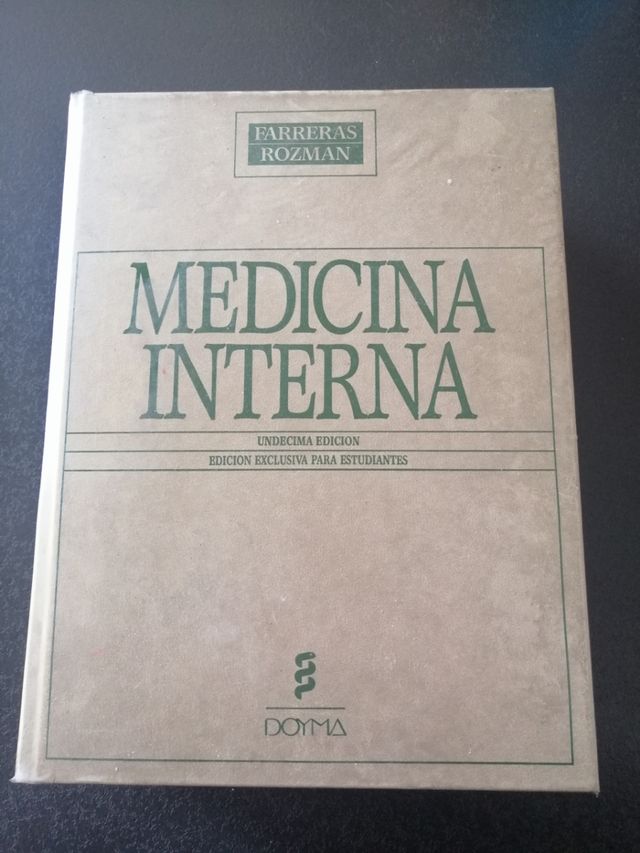 FARRERAS
ROZMAN
MEDICINA
INTERNA
UNDECIMA EDICION
EDICION EXCLUSIVA PARA ESTUDIANTES
DOYMA